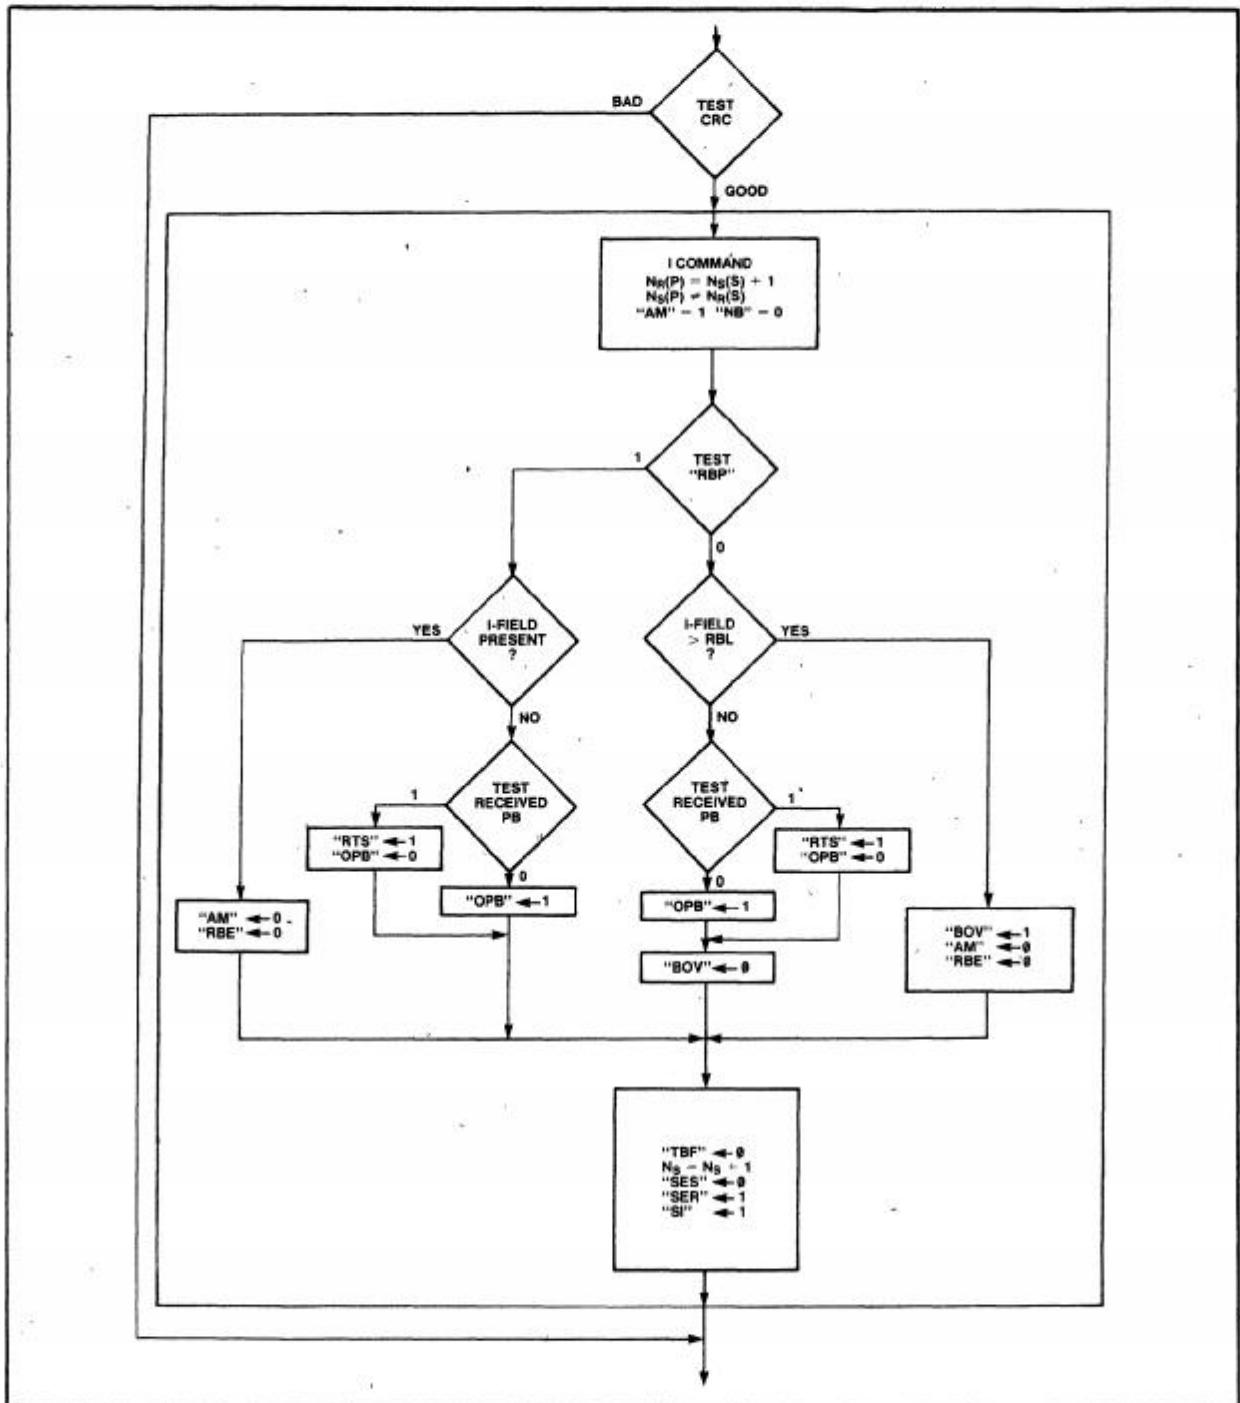 TEST
CRC
BAD
GOOD
I COMMAND
NR(P) = NS(S) + 1
NS(P) ≠ NR(S)
"AM" = 1 "NB" = 0
TEST
"RBP"
1
0
I-FIELD
PRESENT
?
YES
NO
I-FIELD
> RBL
?
YES
NO
TEST
RECEIVED
PB
1
0
TEST
RECEIVED
PB
1
0
"RTS" ← 1
"OPB" ← 0
"RTS" ← 1
"OPB" ← 0
"OPB" ← 1
"OPB" ← 1
"AM" ← 0
"RBE" ← 0
"BOV" ← 0
"BOV" ← 1
"AM" ← 0
"RBE" ← 0
"TBF" ← 0
NS = NS + 1
"SES" ← 0
"SER" ← 1
"SI" ← 1